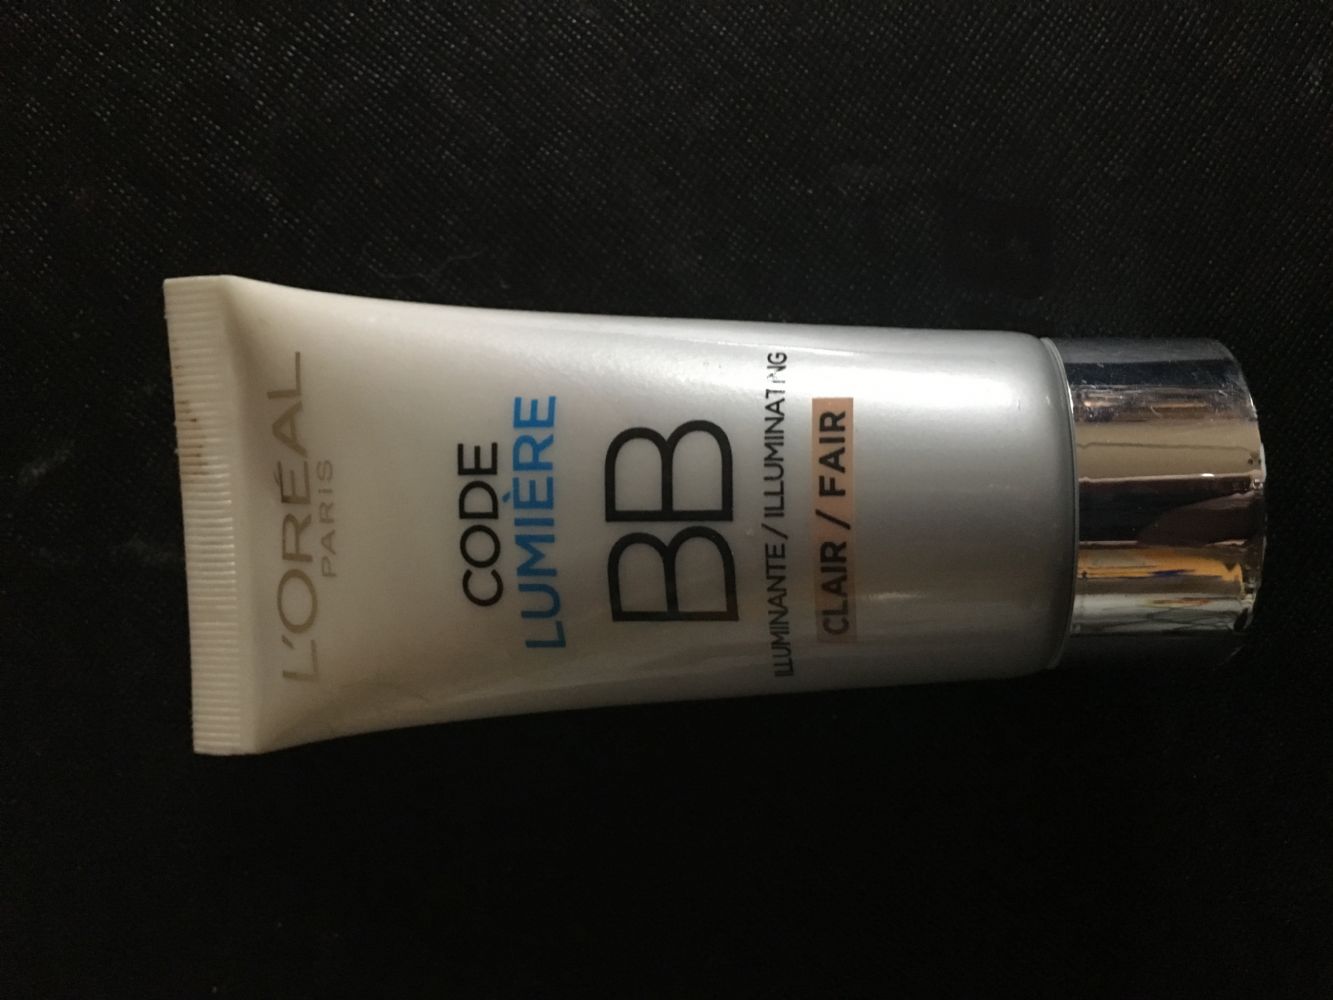 L'ORÉAL
PARIS
CODE
LUMIÈRE
BB
ILLUMINANTE / ILLUMINATING
CLAIR / FAIR